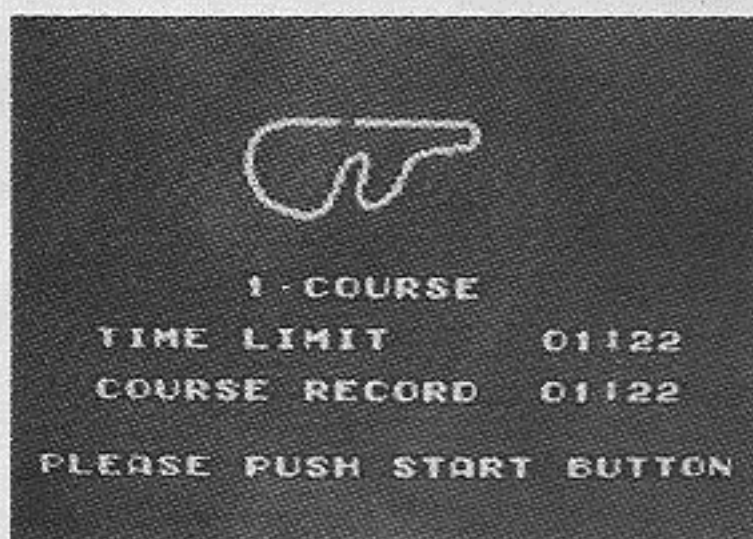 1-COURSE
TIME LIMIT 01:22
COURSE RECORD 01:22
PLEASE PUSH START BUTTON